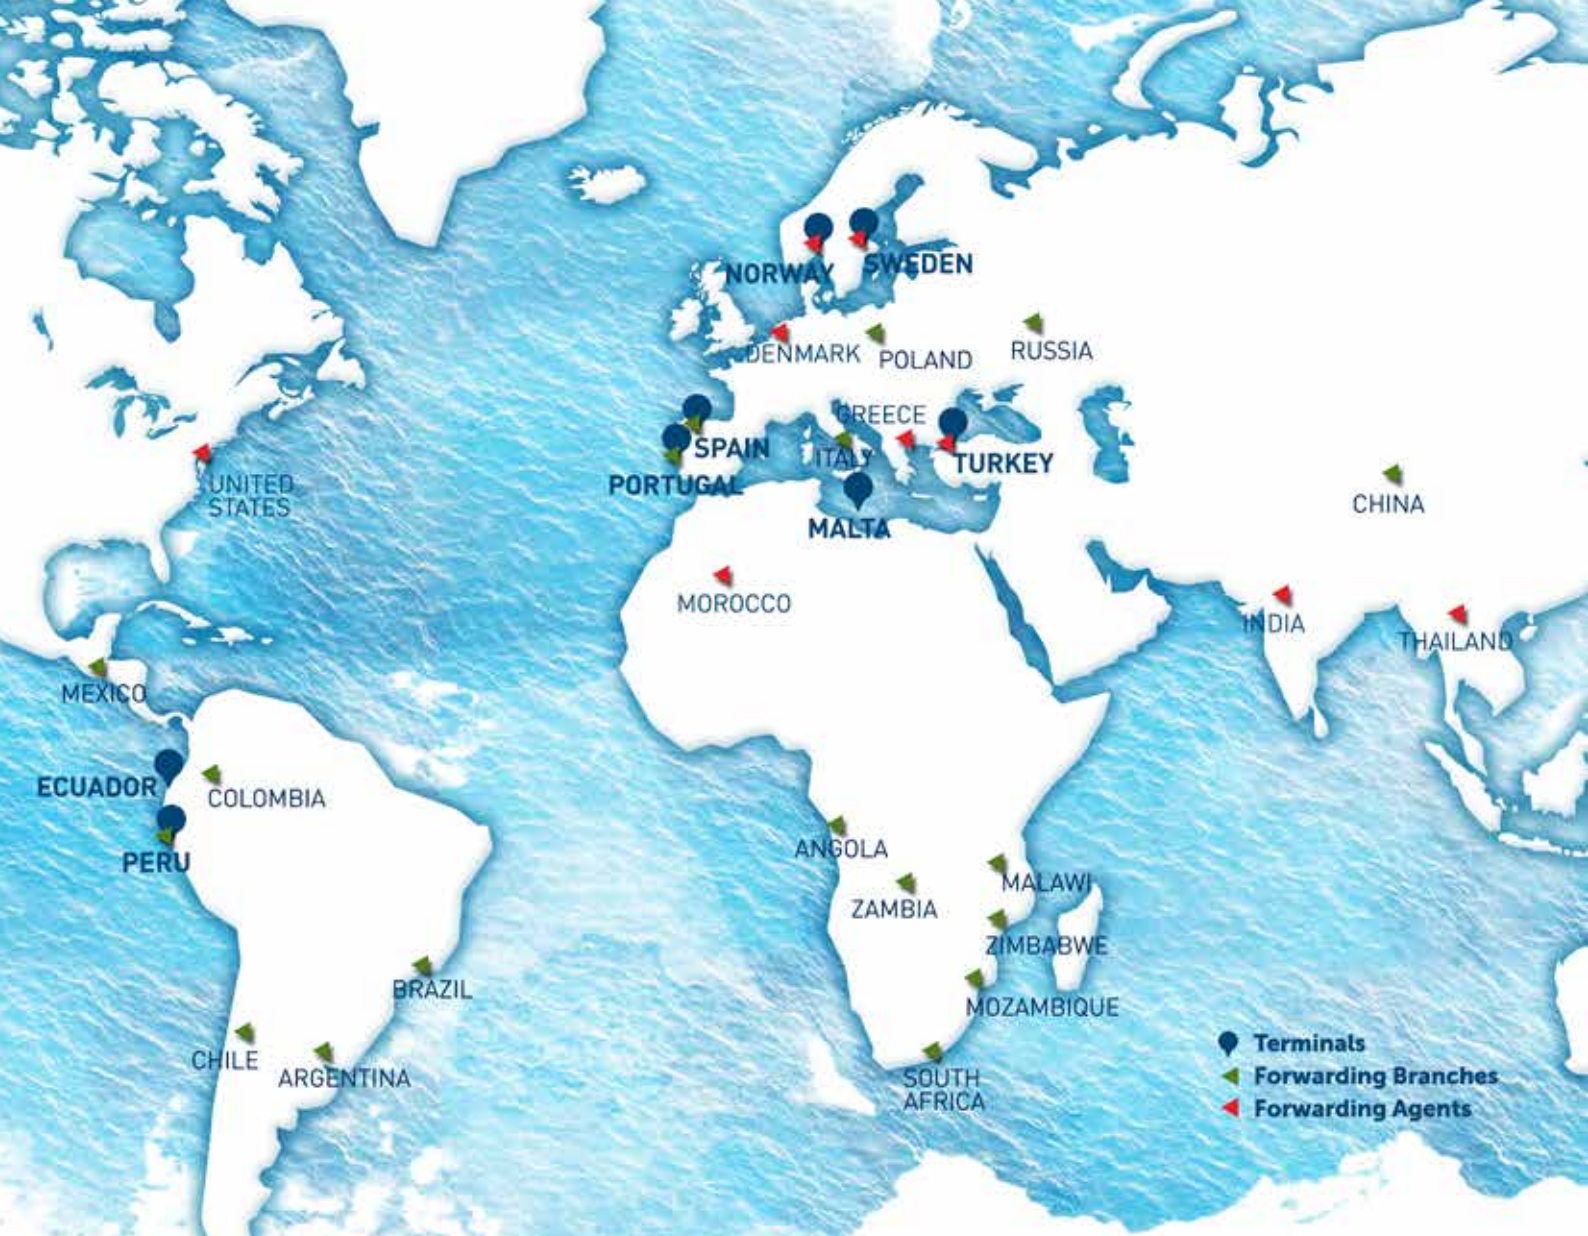 NORWAY
SWEDEN
DENMARK
POLAND
RUSSIA
GREECE
SPAIN
ITALY
TURKEY
PORTUGAL
MALTA
UNITED
STATES
CHINA
MOROCCO
INDIA
THAILAND
MEXICO
ECUADOR
COLOMBIA
PERU
ANGOLA
MALAWI
ZAMBIA
ZIMBABWE
BRAZIL
MOZAMBIQUE
CHILE
ARGENTINA
SOUTH
AFRICA
Terminals
Forwarding Branches
Forwarding Agents